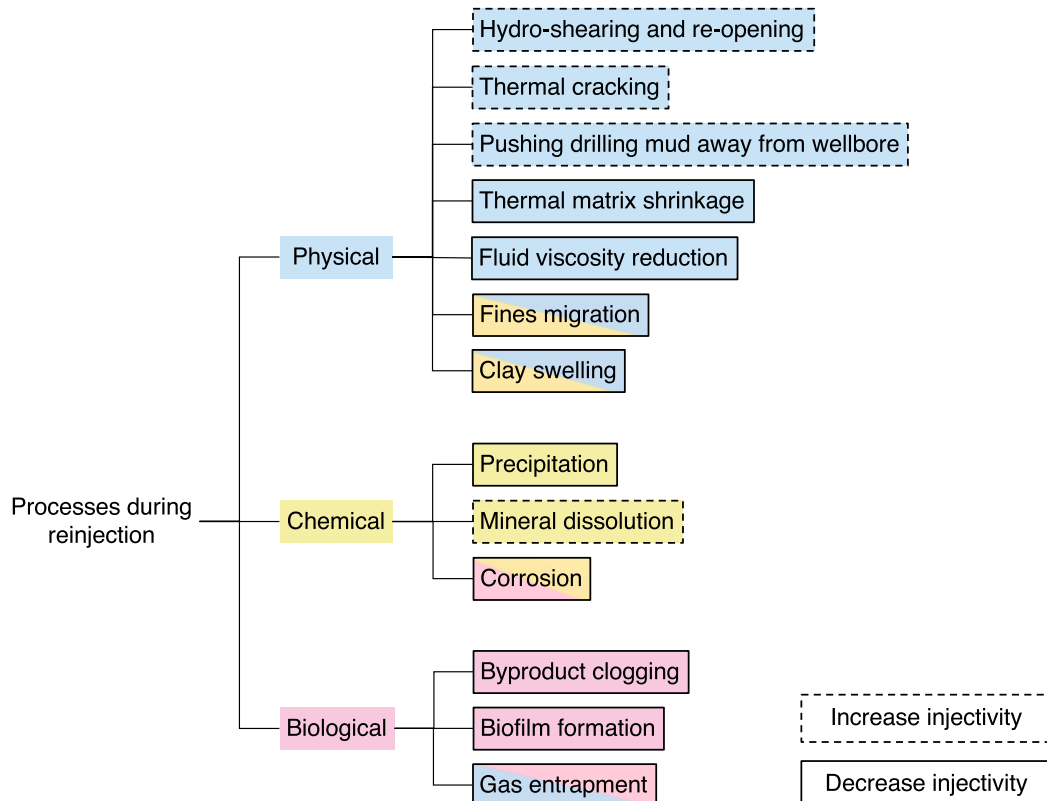 Hydro-shearing and re-opening
Thermal cracking
Pushing drilling mud away from wellbore
Thermal matrix shrinkage
Physical
Fluid viscosity reduction
Fines migration
Clay swelling
Precipitation
Processes during
reinjection
Chemical
Mineral dissolution
Corrosion
Byproduct clogging
Biological
Biofilm formation
Gas entrapment
Increase injectivity
Decrease injectivity